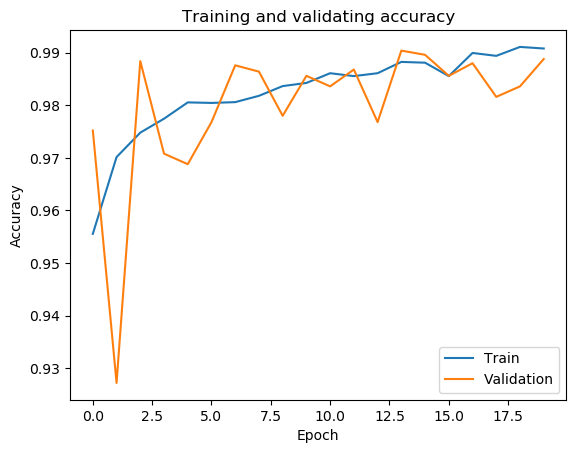 Training and validating accuracy
0.99
0.98
0.97
0.96
0.95
0.94
0.93
Accuracy
0.0 2.5 5.0 7.5 10.0 12.5 15.0 17.5
Epoch
Train
Validation